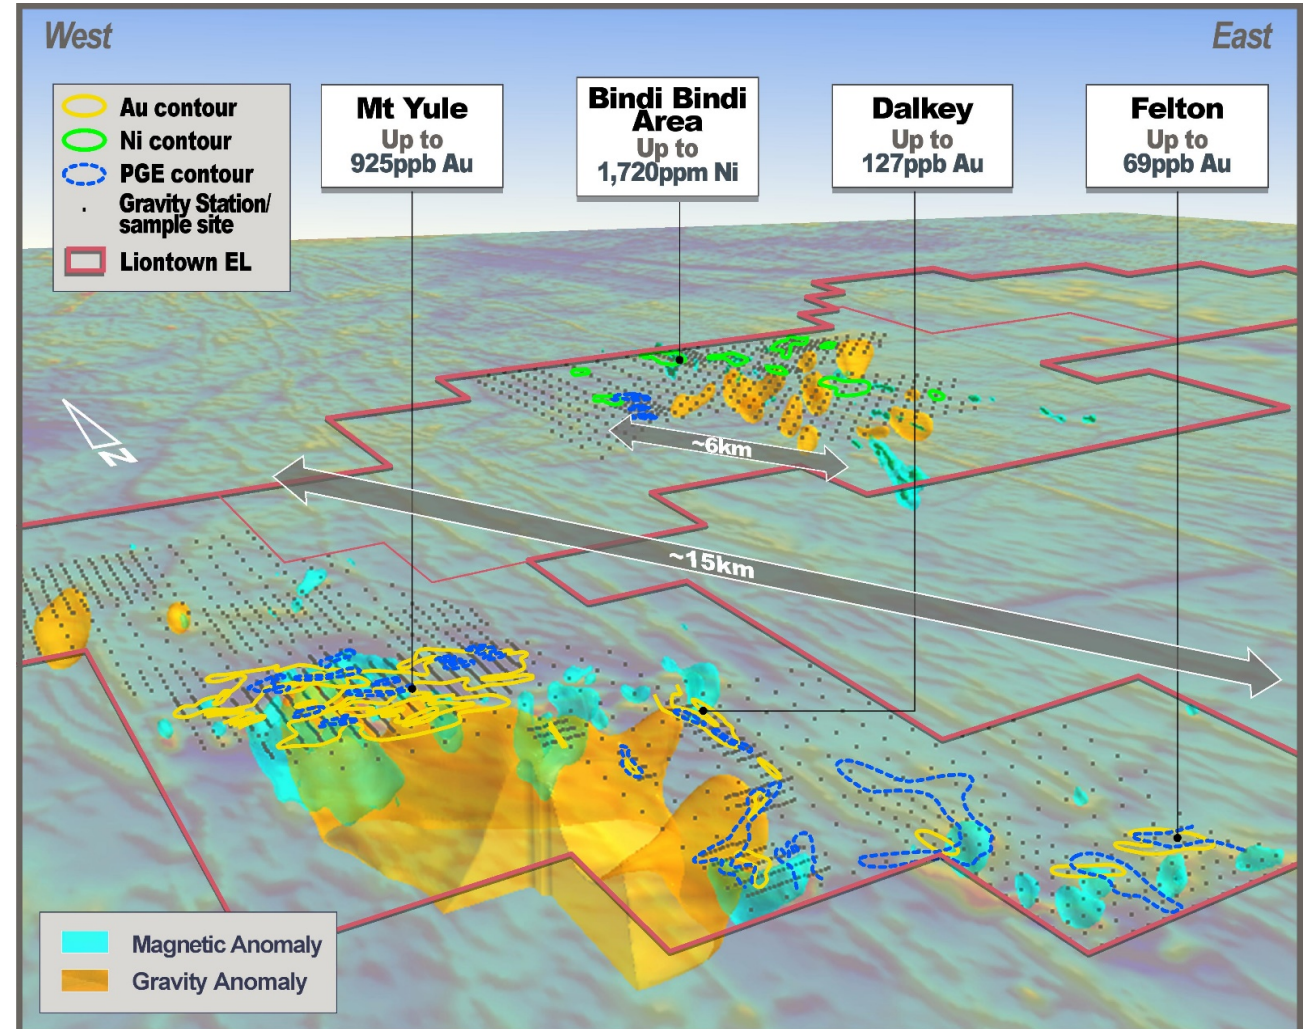 West
East
Au contour
Ni contour
PGE contour
Gravity Station/
sample site
Liontown EL
Mt Yule
Up to
925ppb Au
Bindi Bindi
Area
Up to
1,720ppm Ni
Dalkey
Up to
127ppb Au
Felton
Up to
69ppb Au
N
~6km
~15km
Magnetic Anomaly
Gravity Anomaly